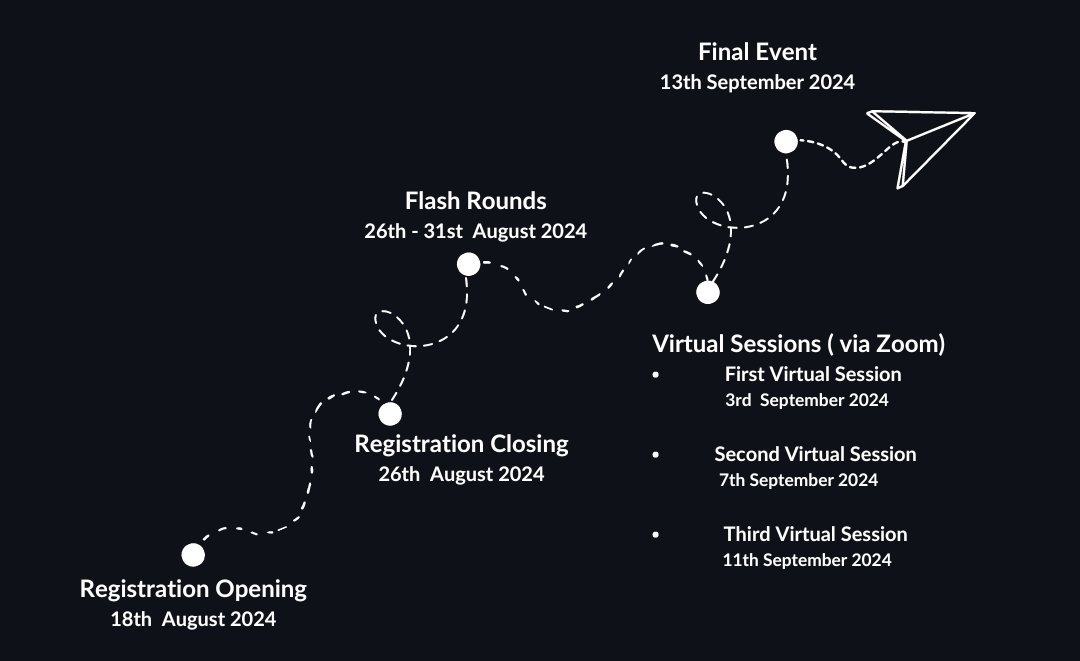 Final Event
13th September 2024
Flash Rounds
26th - 31st  August 2024
Virtual Sessions ( via Zoom)
• First Virtual Session
3rd  September 2024
• Second Virtual Session
7th September 2024
• Third Virtual Session
11th September 2024
Registration Closing
26th  August 2024
Registration Opening
18th  August 2024